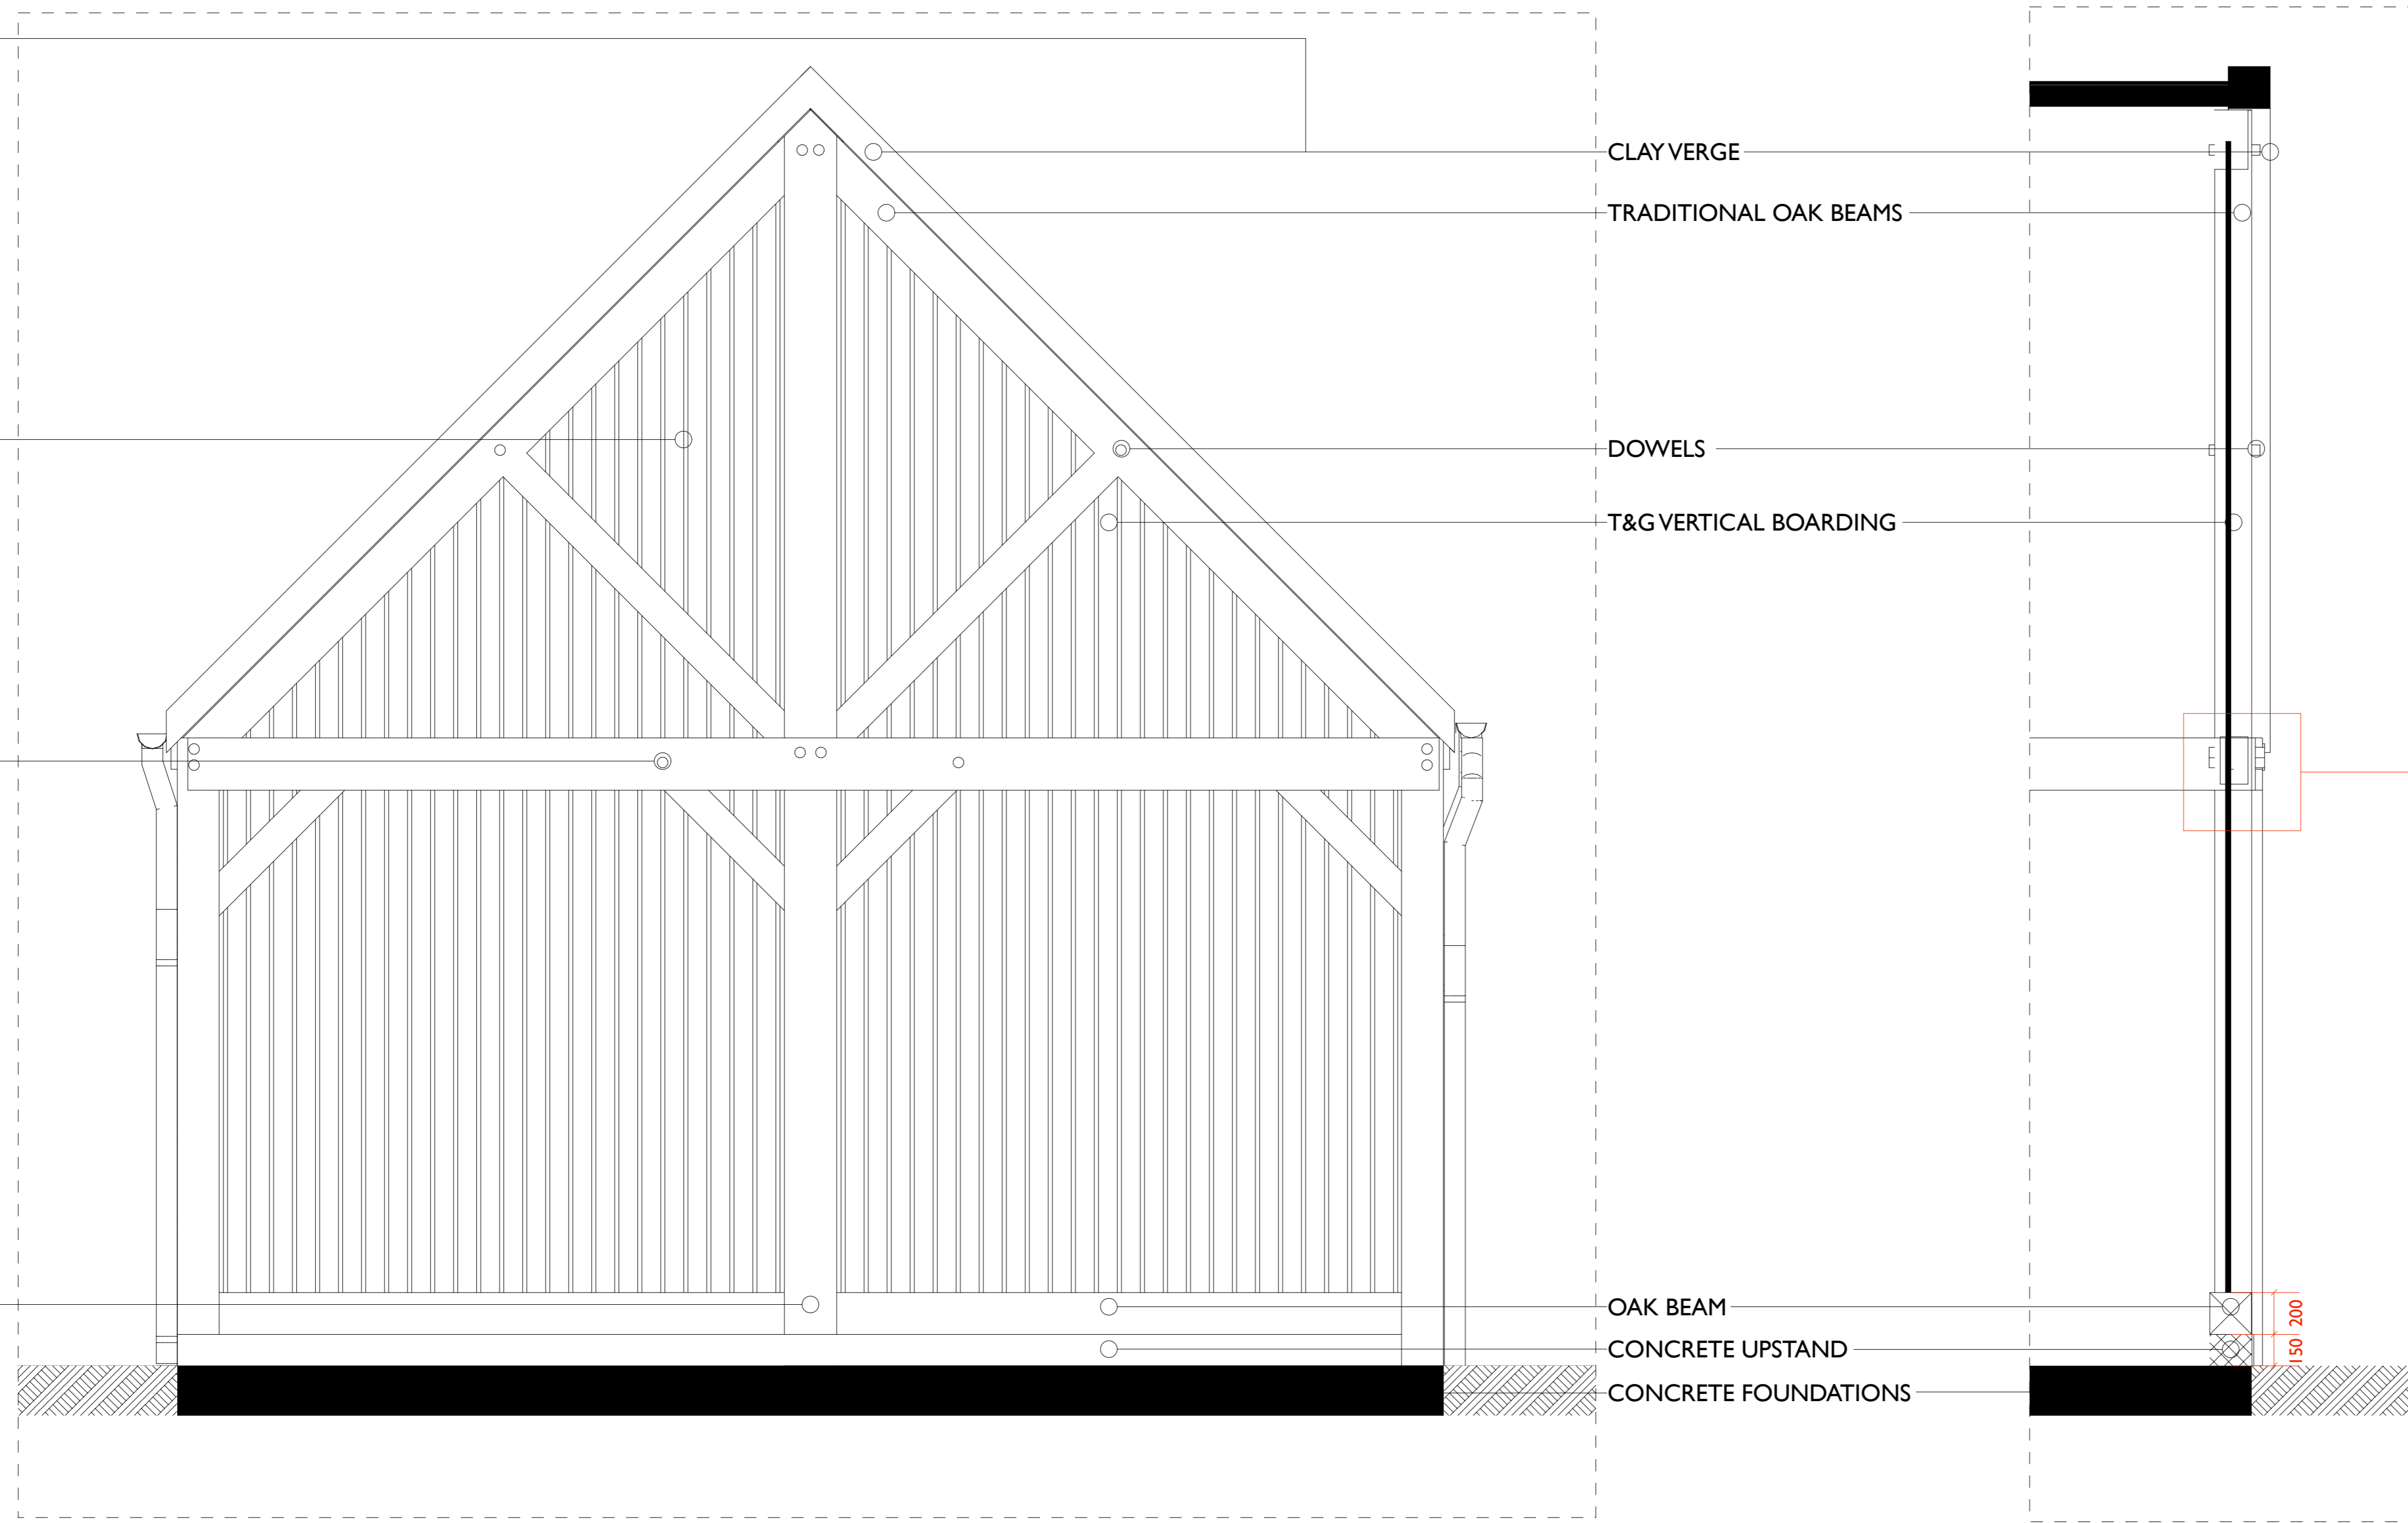 CLAY VERGE
TRADITIONAL OAK BEAMS
DOWELS
T&G VERTICAL BOARDING
OAK BEAM
200
CONCRETE UPSTAND
150
CONCRETE FOUNDATIONS